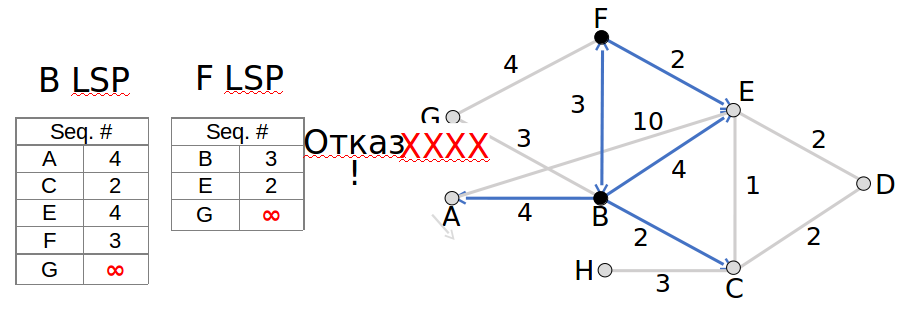 B LSP
Seq. #
A 4
C 2
E 4
F 3
G ∞
F LSP
Seq. #
B 3
E 2
G ∞
Отказ
!
XXXX
F
4
2
G
3
3
10
E
2
4
1
D
A
4
B
2
2
H
3
C